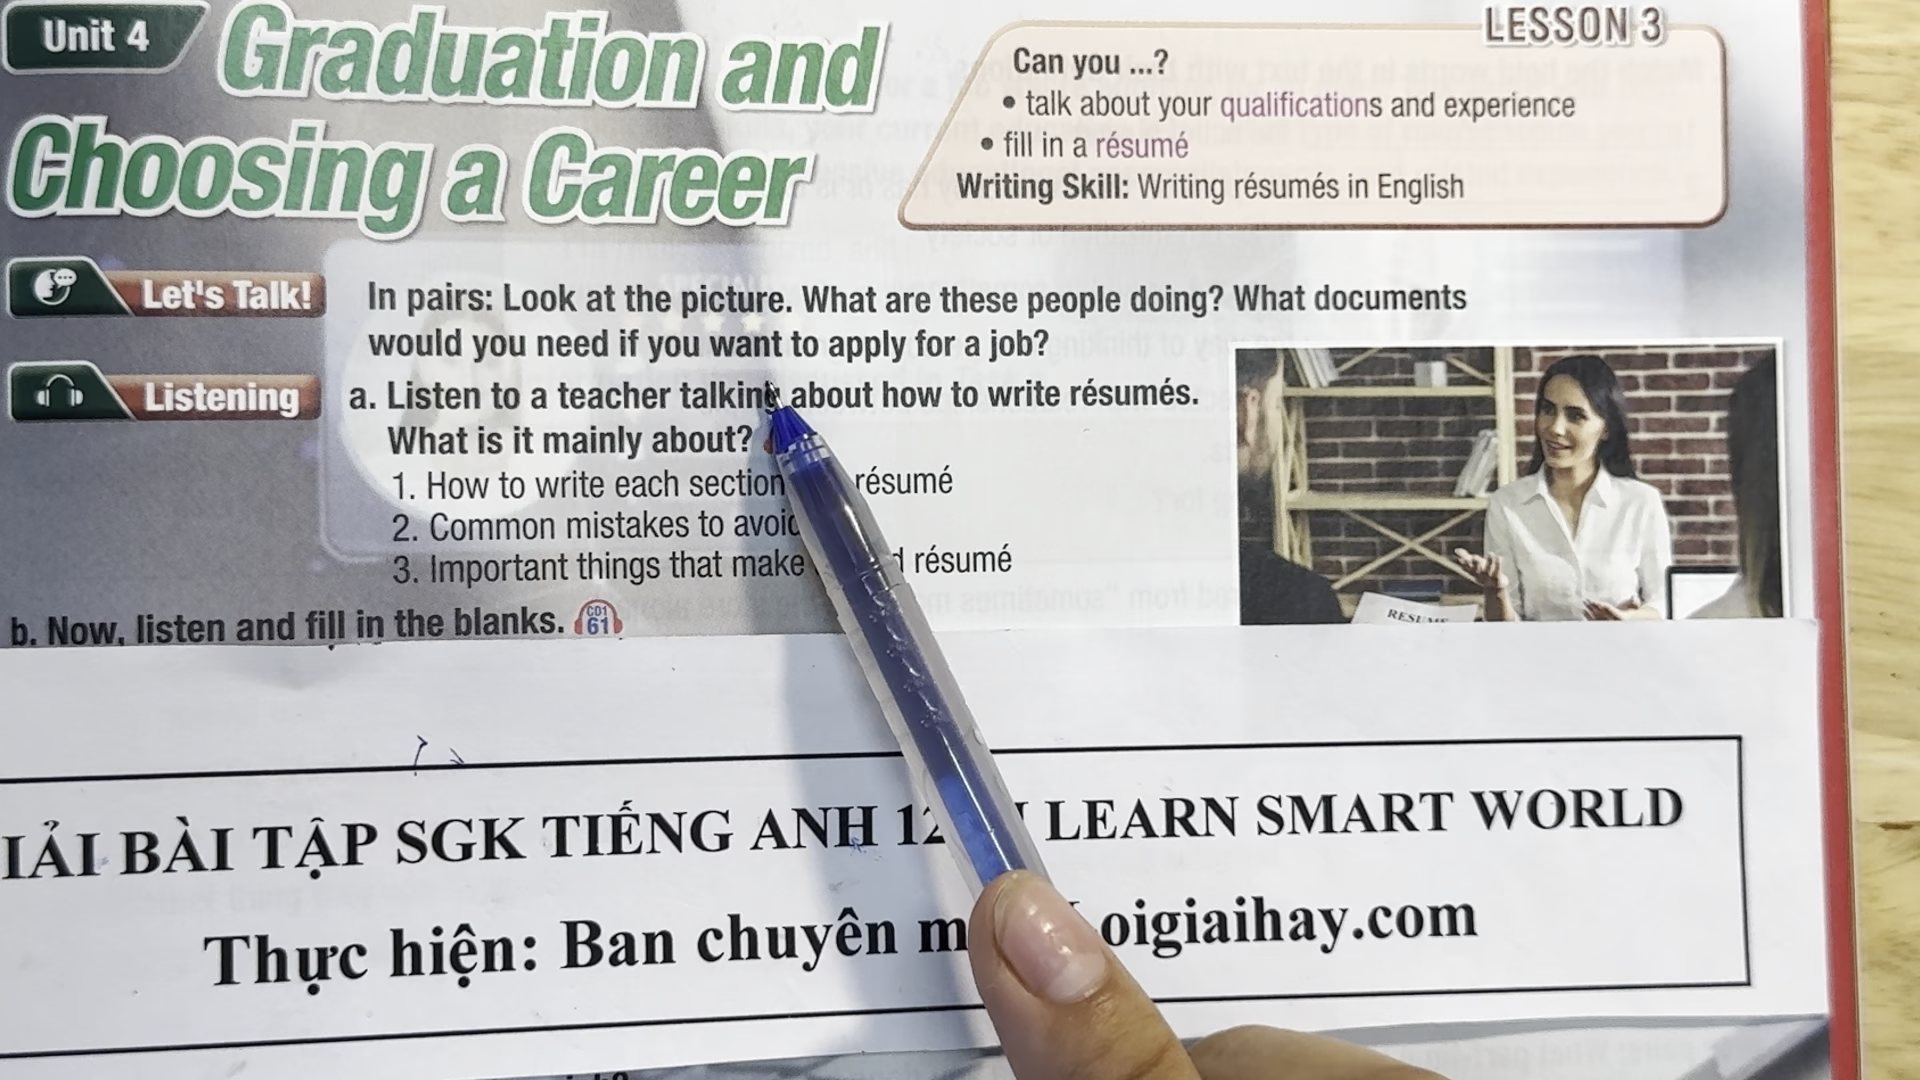 Unit 4
Graduation and
Choosing a Career
LESSON 3
Can you ...?
• talk about your qualifications and experience
• fill in a résumé
Writing Skill: Writing résumés in English
Let's Talk!
In pairs: Look at the picture. What are these people doing? What documents
would you need if you want to apply for a job?
Listening
a. Listen to a teacher talking about how to write résumés.
What is it mainly about?
1. How to write each section résumé
2. Common mistakes to avoid
3. Important things that make résumé
RESUME
b. Now, listen and fill in the blanks. CD1 61
IẢI BÀI TẬP SGK TIẾNG ANH 12 LEARN SMART WORLD
Thực hiện: Ban chuyên oigiaihay.com